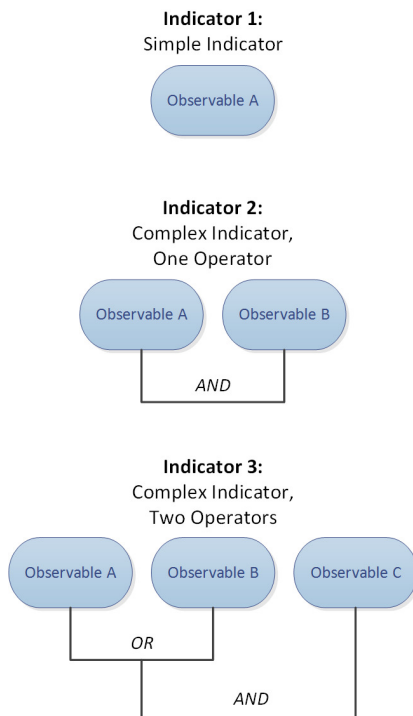 Indicator 1:
Simple Indicator
Observable A
Indicator 2:
Complex Indicator,
One Operator
Observable A
Observable B
AND
Indicator 3:
Complex Indicator,
Two Operators
Observable A
Observable B
Observable C
OR
AND